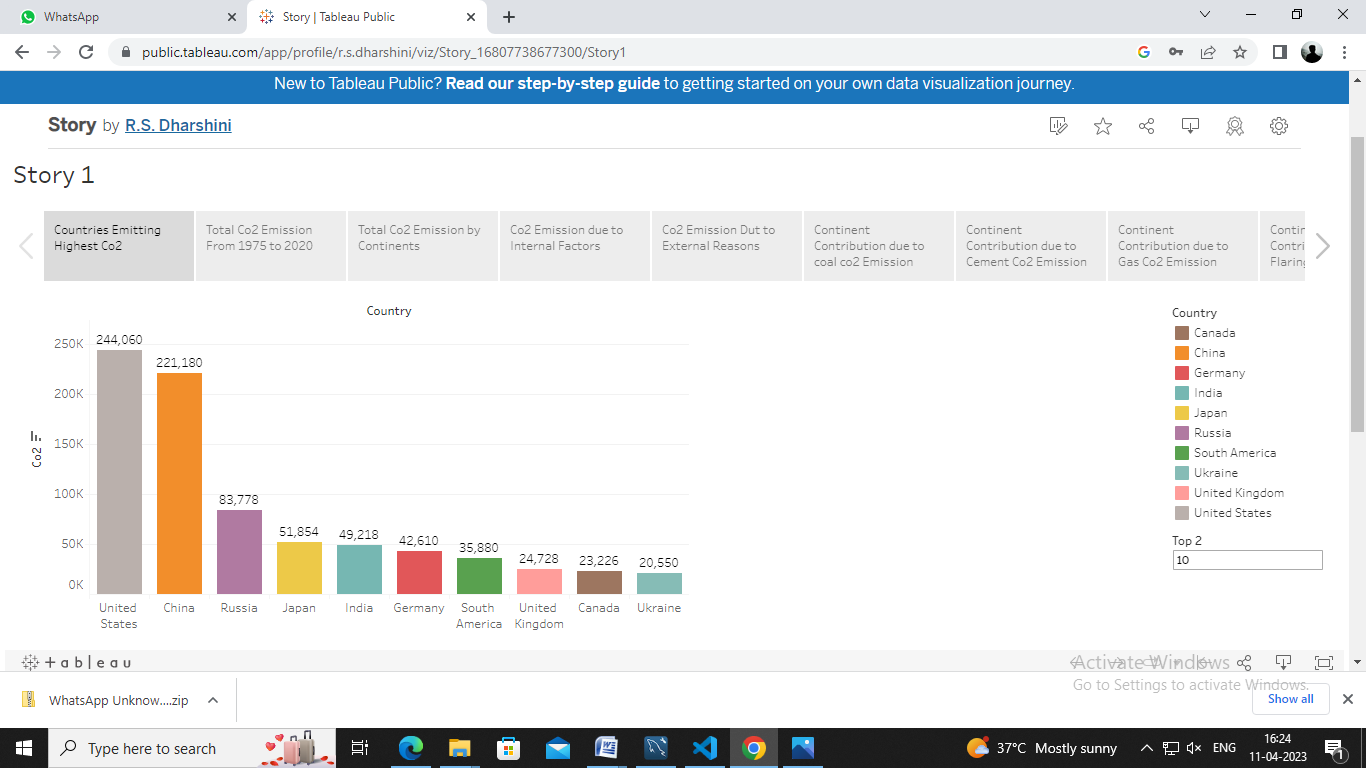 WhatsApp
Story | Tableau Public
public.tableau.com/app/profile/r.s.dharshini/viz/Story_16807738677300/Story1
New to Tableau Public? Read our step-by-step guide to getting started on your own data visualization journey.
Story by R.S. Dharshini
Story 1
Countries Emitting
Highest Co2
Total Co2 Emission
From 1975 to 2020
Total Co2 Emission by
Continents
Co2 Emission due to
Internal Factors
Co2 Emission Dut to
External Reasons
Continent
Contribution due to
coal co2 Emission
Continent
Contribution due to
Cement Co2 Emission
Continent
Contribution due to
Gas Co2 Emission
Country
250K
200K
150K
100K
50K
0K
Co2
244,060
221,180
83,778
51,854
49,218
42,610
35,880
24,728
23,226
20,550
United
States
China
Russia
Japan
India
Germany
South
America
United
Kingdom
Canada
Ukraine
Country
Canada
China
Germany
India
Japan
Russia
South America
Ukraine
United Kingdom
United States
Top 2
10
+ a b l e a u
Activate Windows
Go to Settings to activate Windows.
WhatsApp Unknow....zip
Show all
Type here to search
37°C Mostly sunny
ENG
16:24
11-04-2023
1